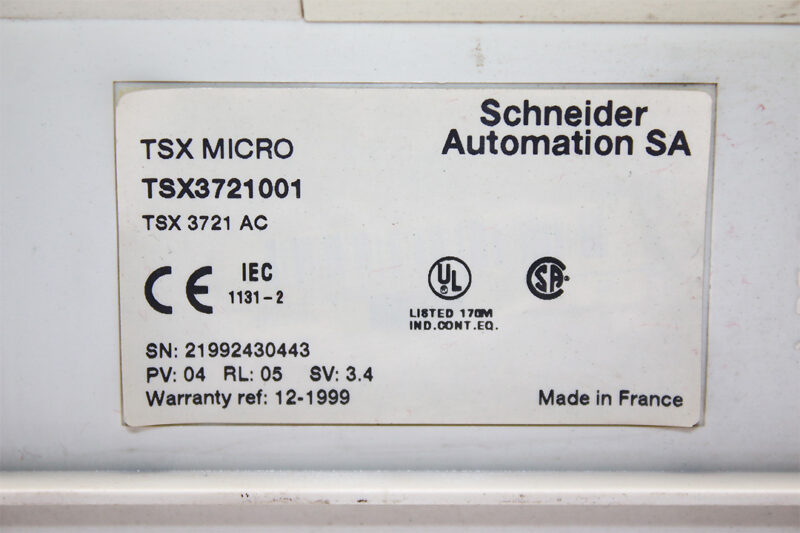 Schneider
Automation SA
TSX MICRO
TSX3721001
TSX 3721 AC
CE IEC
1131-2
UL
LISTED 170M
IND.CONT.EQ.
SA
SN: 21992430443
PV: 04 RL: 05 SV: 3.4
Warranty ref: 12-1999
Made in France